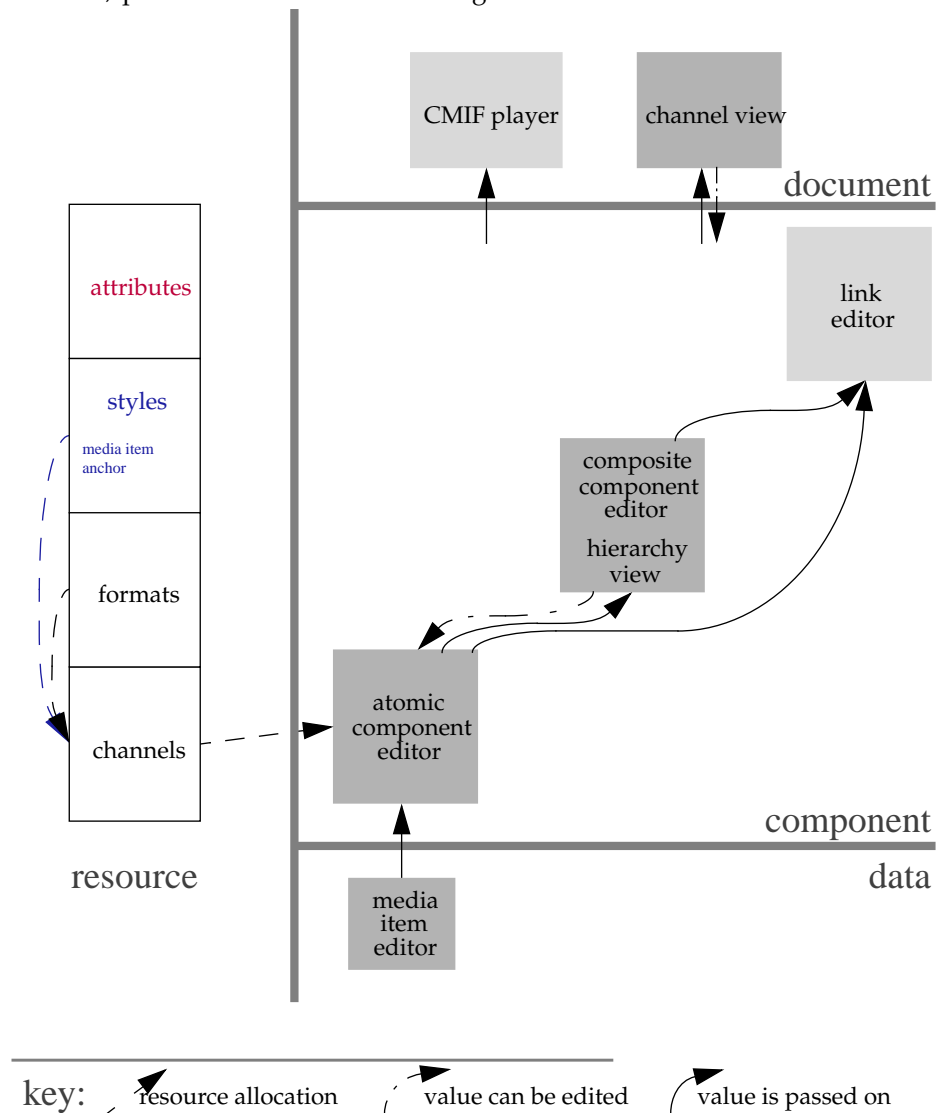 CMIF player
channel view
document
attributes
link
editor
styles
media item
anchor
composite
component
editor
hierarchy
view
formats
atomic
component
editor
channels
component
resource
data
media
item
editor
key:
resource allocation
value can be edited
value is passed on